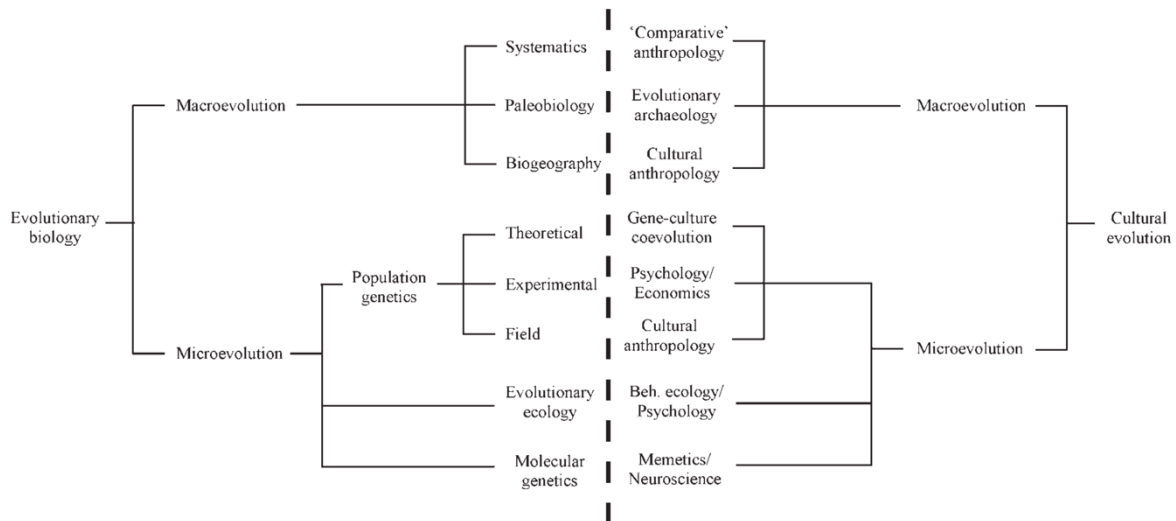 Systematics
'Comparative'
anthropology
Macroevolution
Paleobiology
Evolutionary
archaeology
Macroevolution
Biogeography
Cultural
anthropology
Evolutionary
biology
Theoretical
Gene-culture
coevolution
Cultural
evolution
Population
genetics
Experimental
Psychology/
Economics
Field
Cultural
anthropology
Microevolution
Microevolution
Evolutionary
ecology
Beh. ecology/
Psychology
Molecular
genetics
Memetics/
Neuroscience